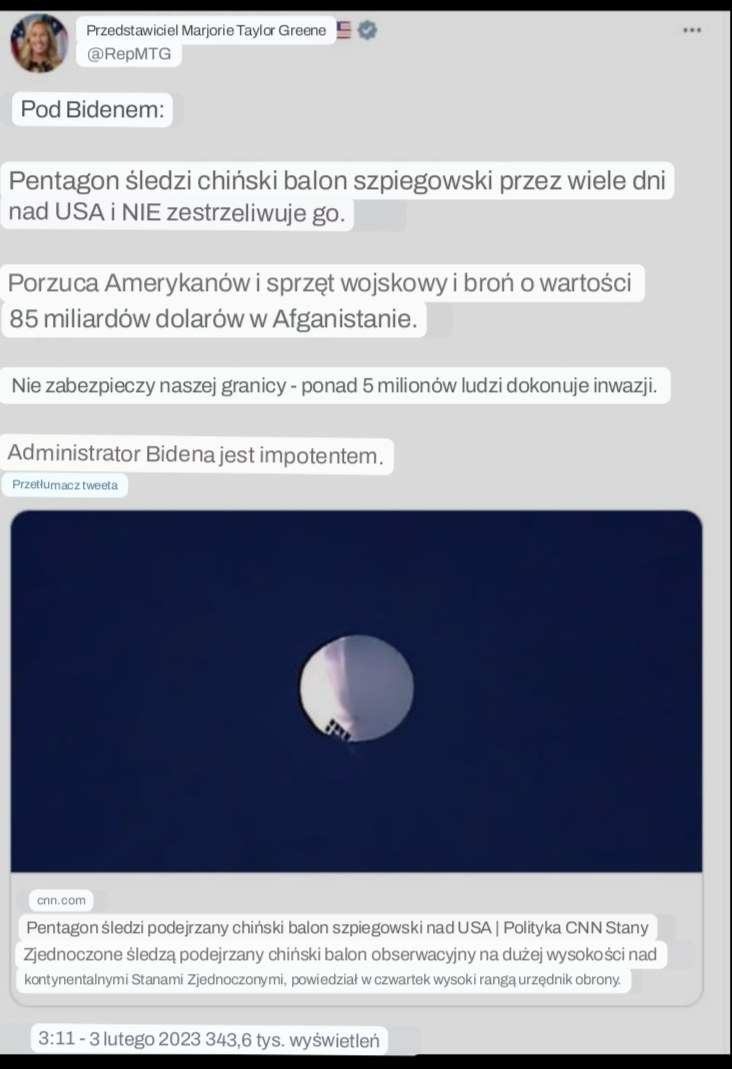 Przedstawiciel Marjorie Taylor Greene
@RepMTG
Pod Bidenem:
Pentagon śledzi chiński balon szpiegowski przez wiele dni
nad USA i NIE zestrzeliwuje go.
Porzuca Amerykanów i sprzęt wojskowy i broń o wartości
85 miliardów dolarów w Afganistanie.
Nie zabezpieczy naszej granicy - ponad 5 milionów ludzi dokonuje inwazji.
Administrator Bidena jest impotentem.
Przetłumacz tweeta
cnn.com
Pentagon śledzi podejrzany chiński balon szpiegowski nad USA | Polityka CNN Stany
Zjednoczone śledzą podejrzany chiński balon obserwacyjny na dużej wysokości nad
kontynentalnymi Stanami Zjednoczonymi, powiedział w czwartek wysoki rangą urzędnik obrony.
3:11 - 3 lutego 2023 343,6 tys. wyświetleń